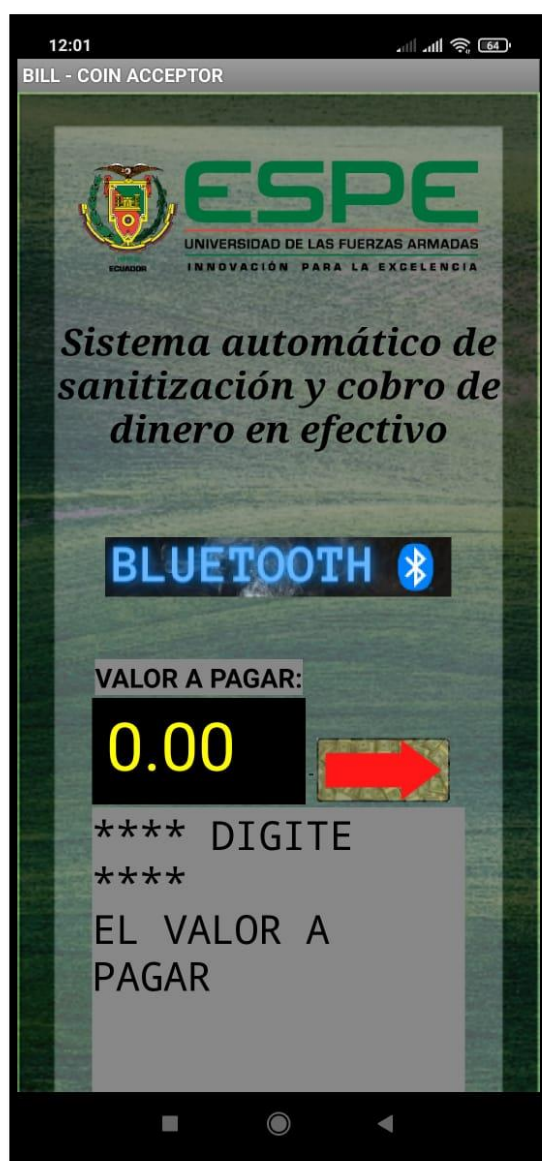 12:01
64
BILL - COIN ACCEPTOR
ESPE
UNIVERSIDAD DE LAS FUERZAS ARMADAS
INNOVACIÓN PARA LA EXCELENCIA
ECUADOR
Sistema automático de
sanitización y cobro de
dinero en efectivo
BLUETOOTH
VALOR A PAGAR:
0.00
**** DIGITE
****
EL VALOR A
PAGAR